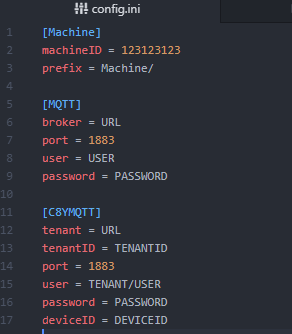 config.ini
1 [Machine]
2 machineID = 123123123
3 prefix = Machine/
4
5 [MQTT]
6 broker = URL
7 port = 1883
8 user = USER
9 password = PASSWORD
10
11 [C8YMQTT]
12 tenant = URL
13 tenantID = TENANTID
14 port = 1883
15 user = TENANT/USER
16 password = PASSWORD
17 deviceID = DEVICEID